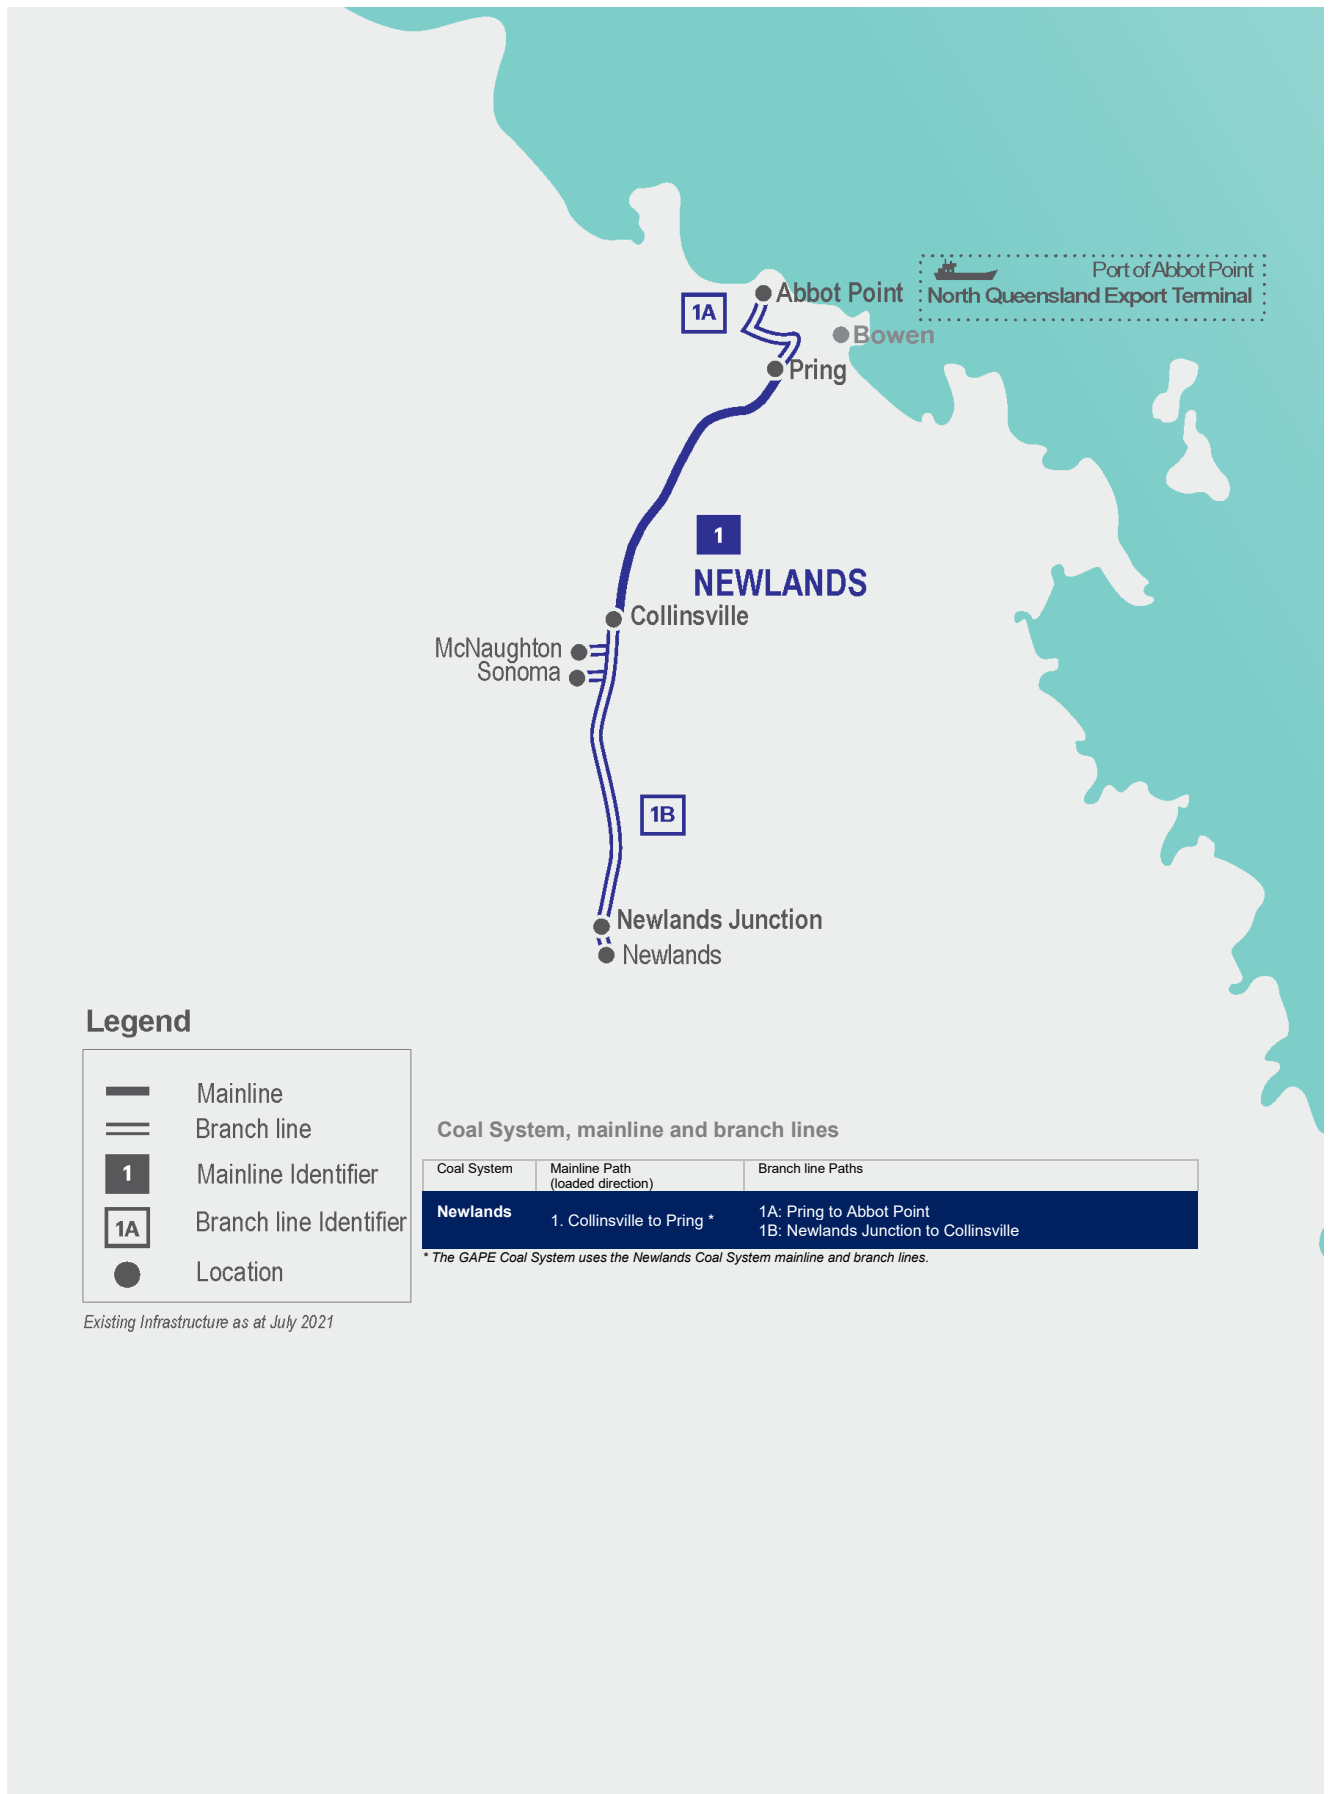 Port of Abbot Point
North Queensland Export Terminal
Abbot Point
1A
Bowen
Pring
1
NEWLANDS
Collinsville
McNaughton
Sonoma
1B
Newlands Junction
Newlands
Legend
Mainline
Branch line
1 Mainline Identifier
1A Branch line Identifier
Location
Existing Infrastructure as at July 2021
Coal System, mainline and branch lines
Coal System Mainline Path (loaded direction) Branch line Paths
Newlands 1. Collinsville to Pring * 1A: Pring to Abbot Point
1B: Newlands Junction to Collinsville
* The GAPE Coal System uses the Newlands Coal System mainline and branch lines.